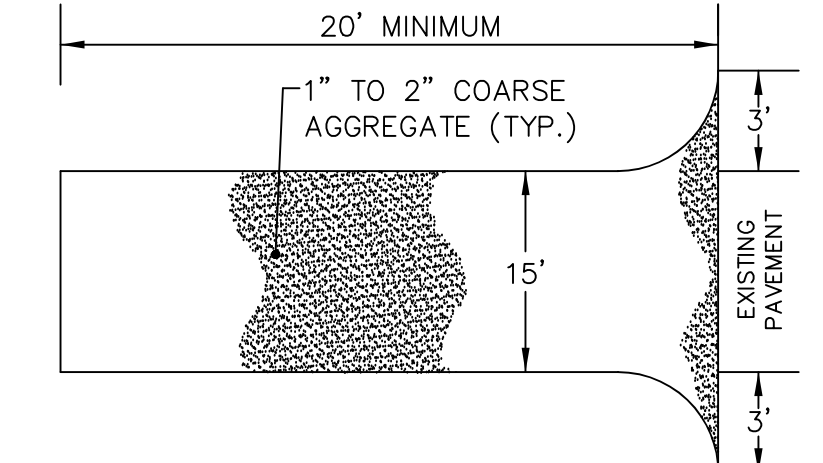 20' MINIMUM
1” TO 2” COARSE
AGGREGATE (TYP.)
3'
15'
EXISTING
PAVEMENT
3'